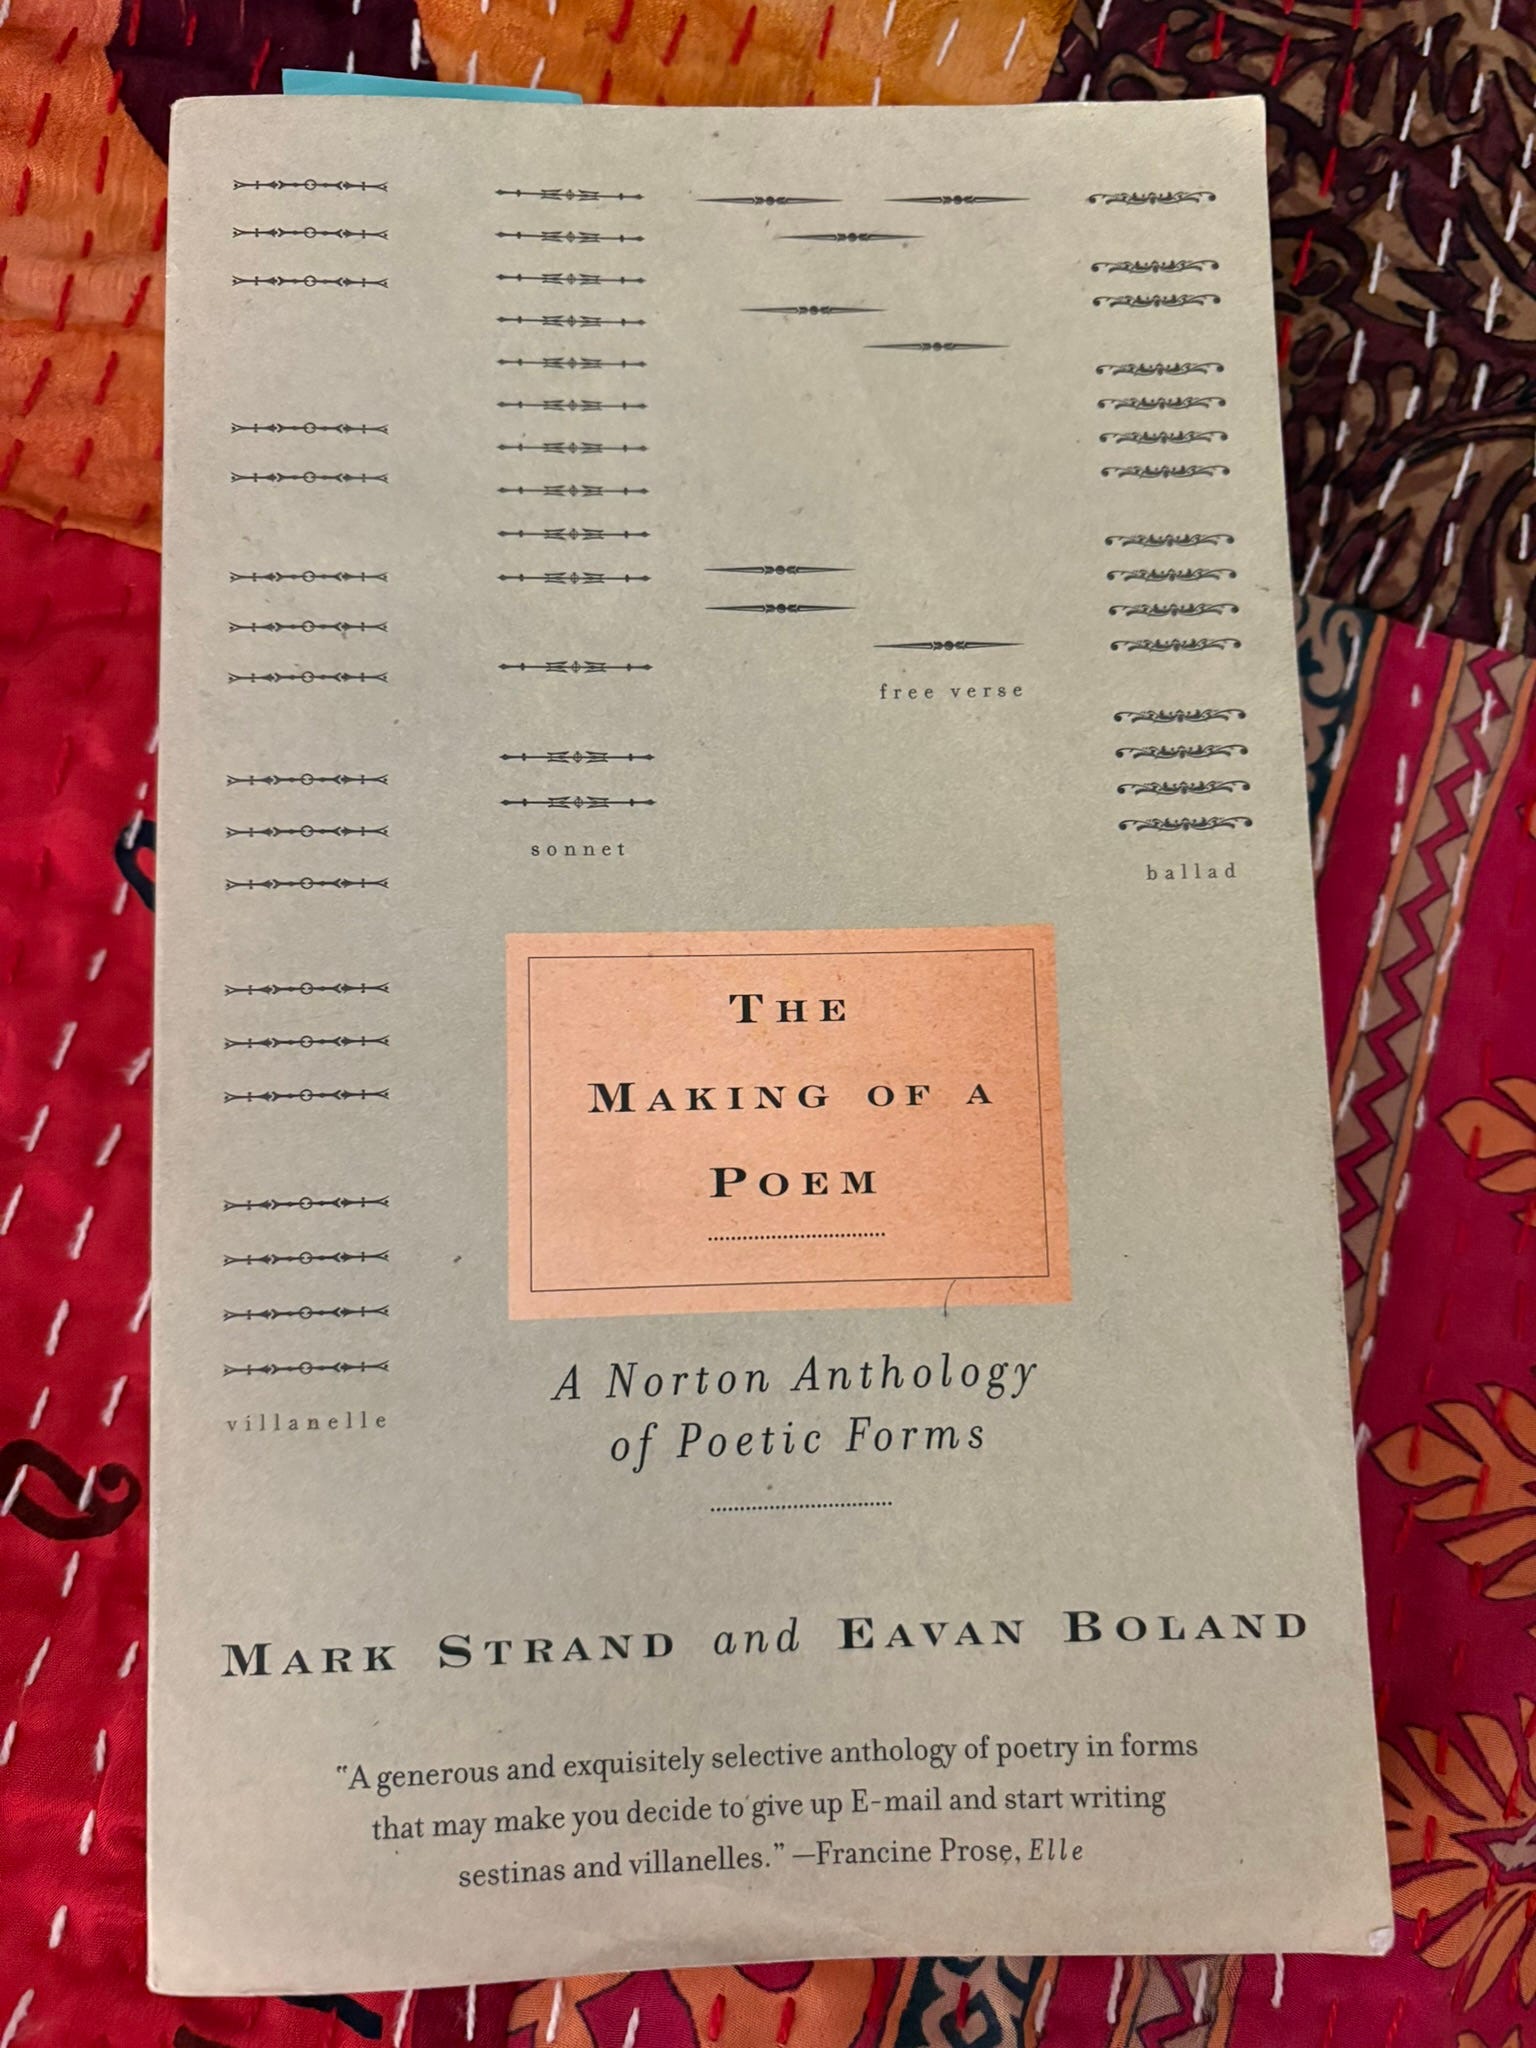 free verse
sonnet
ballad
THE
MAKING OF A
POEM
A Norton Anthology
of Poetic Forms
villanelle
MARK STRAND and EAVAN BOLAND
"A generous and exquisitely selective anthology of poetry in forms
that may make you decide to give up E-mail and start writing
sestinas and villanelles." —Francine Prose, Elle